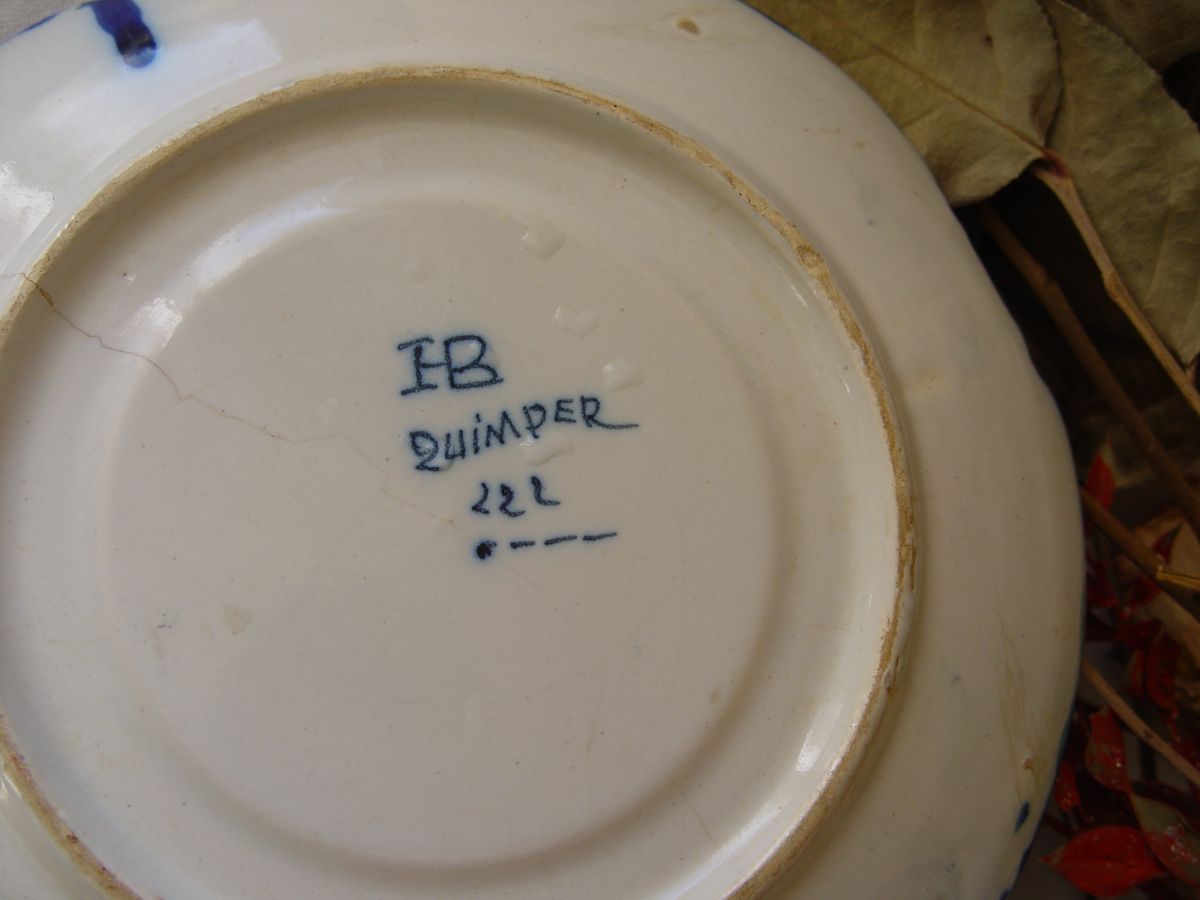 HB
QUiMPER
222
.---